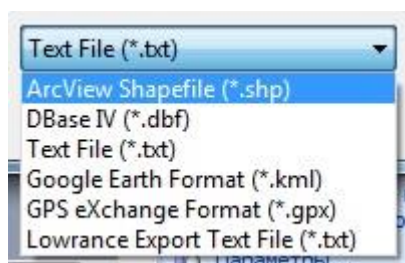 Text File (*.txt)
ArcView Shapefile (*.shp)
DBase IV (*.dbf)
Text File (*.txt)
Google Earth Format (*.kml)
GPS eXchange Format (*.gpx)
Lowrance Export Text File (*.txt)
Параметры